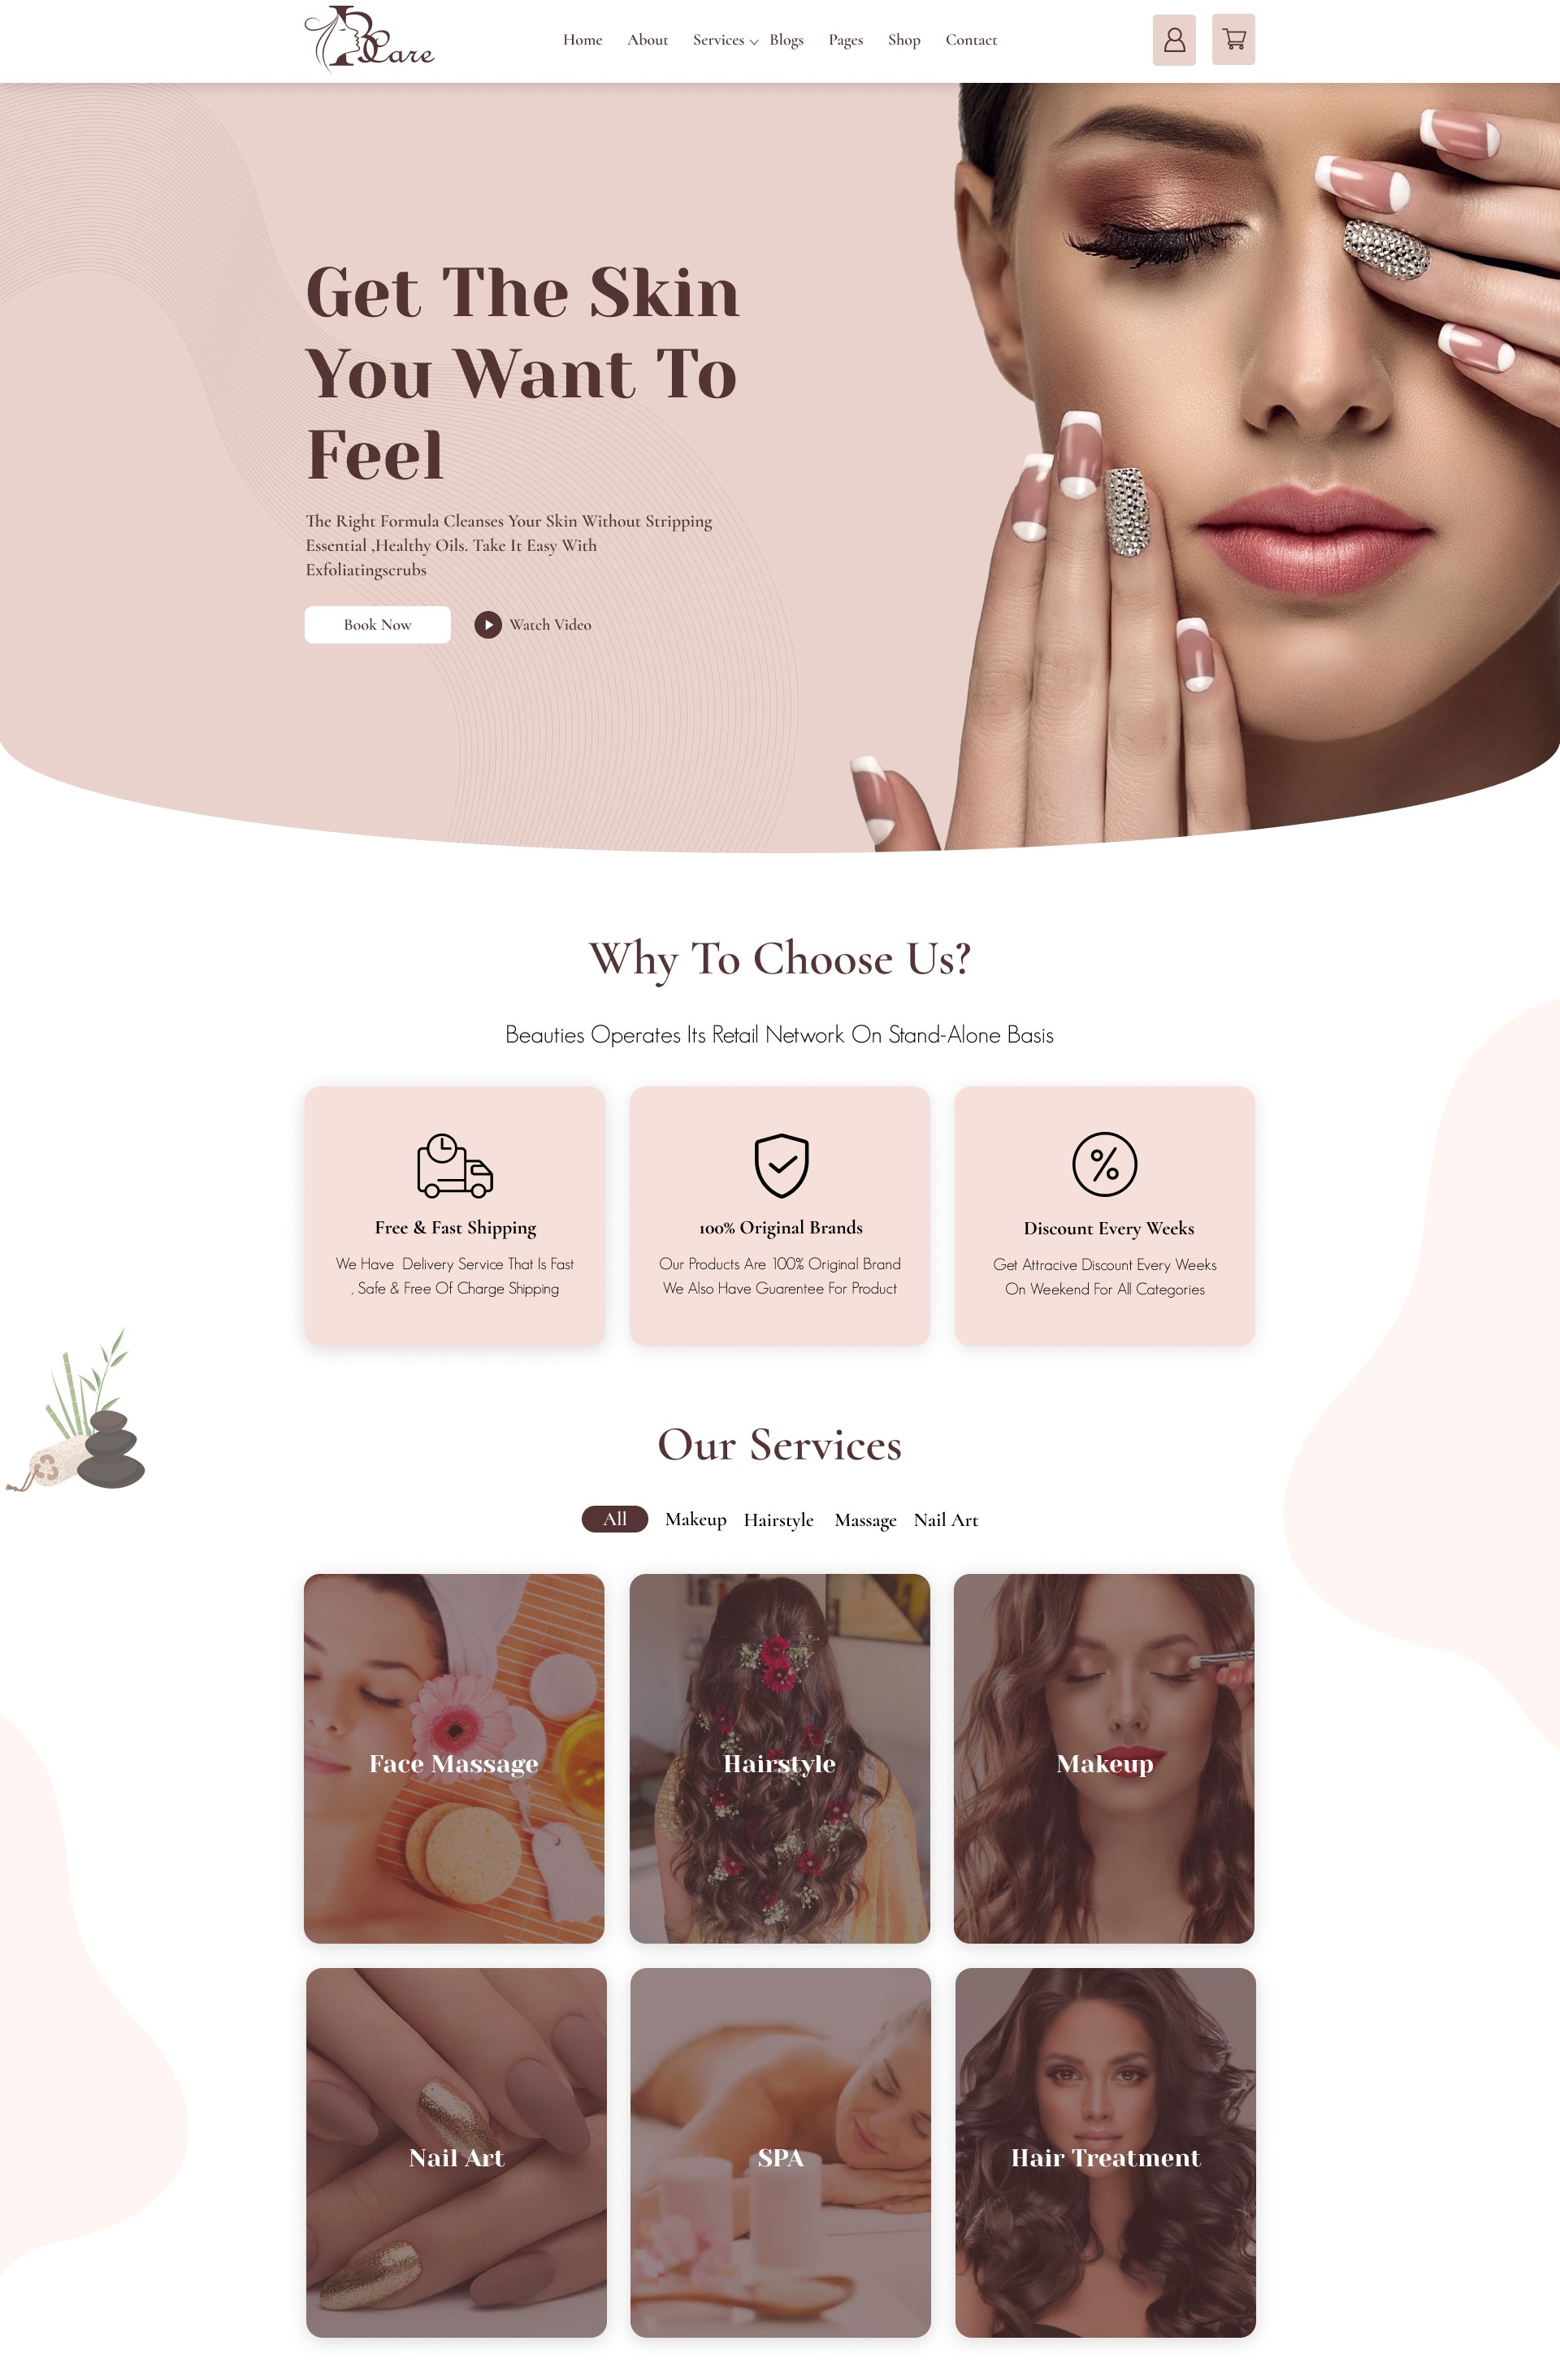 BCare
Home About Services Blogs Pages Shop Contact
Get The Skin
You Want To
Feel
The Right Formula Cleanses Your Skin Without Stripping
Essential ,Healthy Oils. Take It Easy With
Exfoliatingscrubs
Book Now Watch Video
Why To Choose Us?
Beauties Operates Its Retail Network On Stand-Alone Basis
Free & Fast Shipping
We Have Delivery Service That Is Fast
, Safe & Free Of Charge Shipping
100% Original Brands
Our Products Are 100% Original Brand
We Also Have Guarentee For Product
Discount Every Weeks
Get Attracive Discount Every Weeks
On Weekend For All Categories
Our Services
All Makeup Hairstyle Massage Nail Art
Face Massage
Hairstyle
Makeup
Nail Art
SPA
Hair Treatment